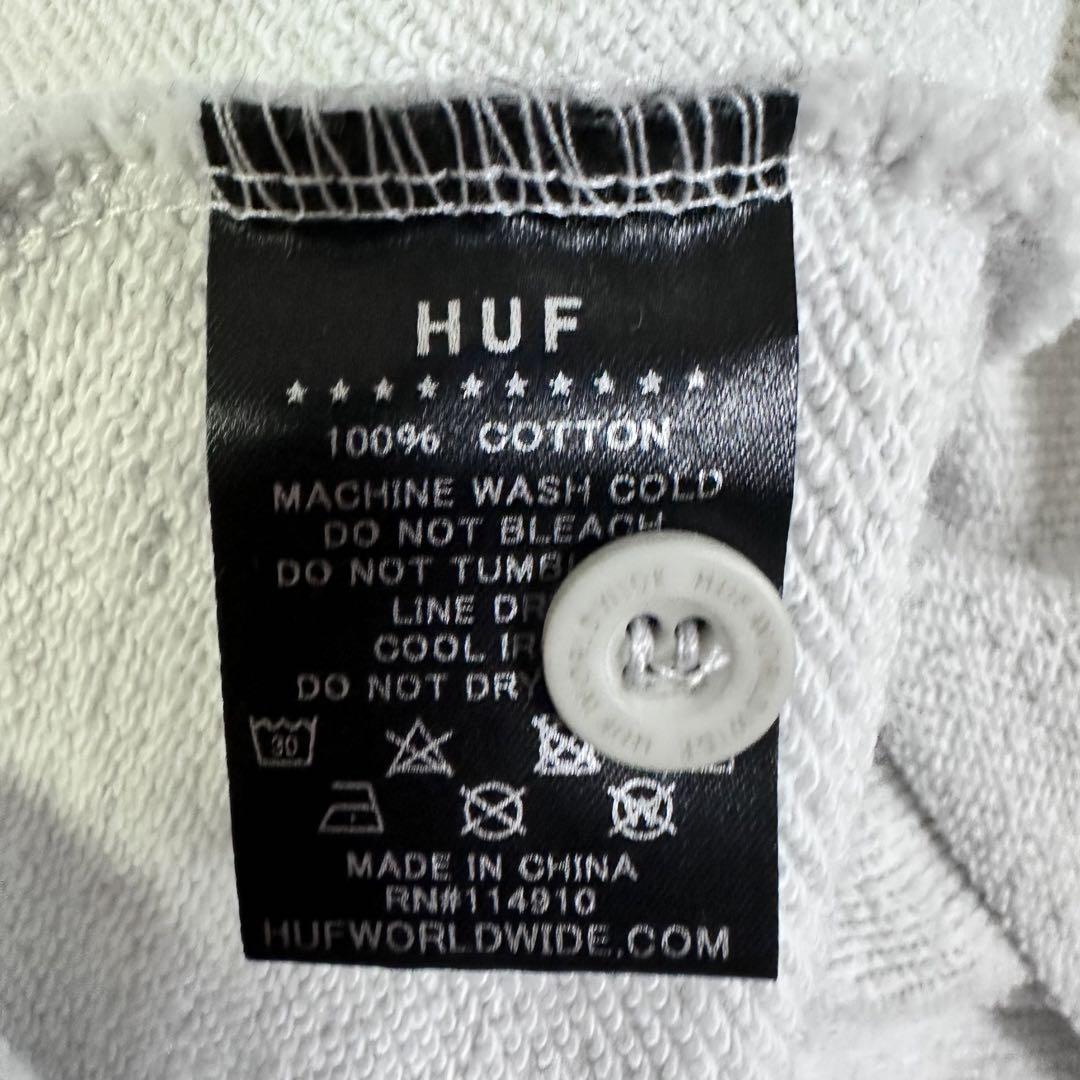 HUF
★ ★ ★ ★ ★ ★ ★ ★ ★ ★
100% COTTON
MACHINE WASH COLD
DO NOT BLEACH
DO NOT TUMB
LINE DR
COOL IR
DO NOT DRY
30
W
MADE IN CHINA
RN#114910
HUFWORLDWIDE.COM